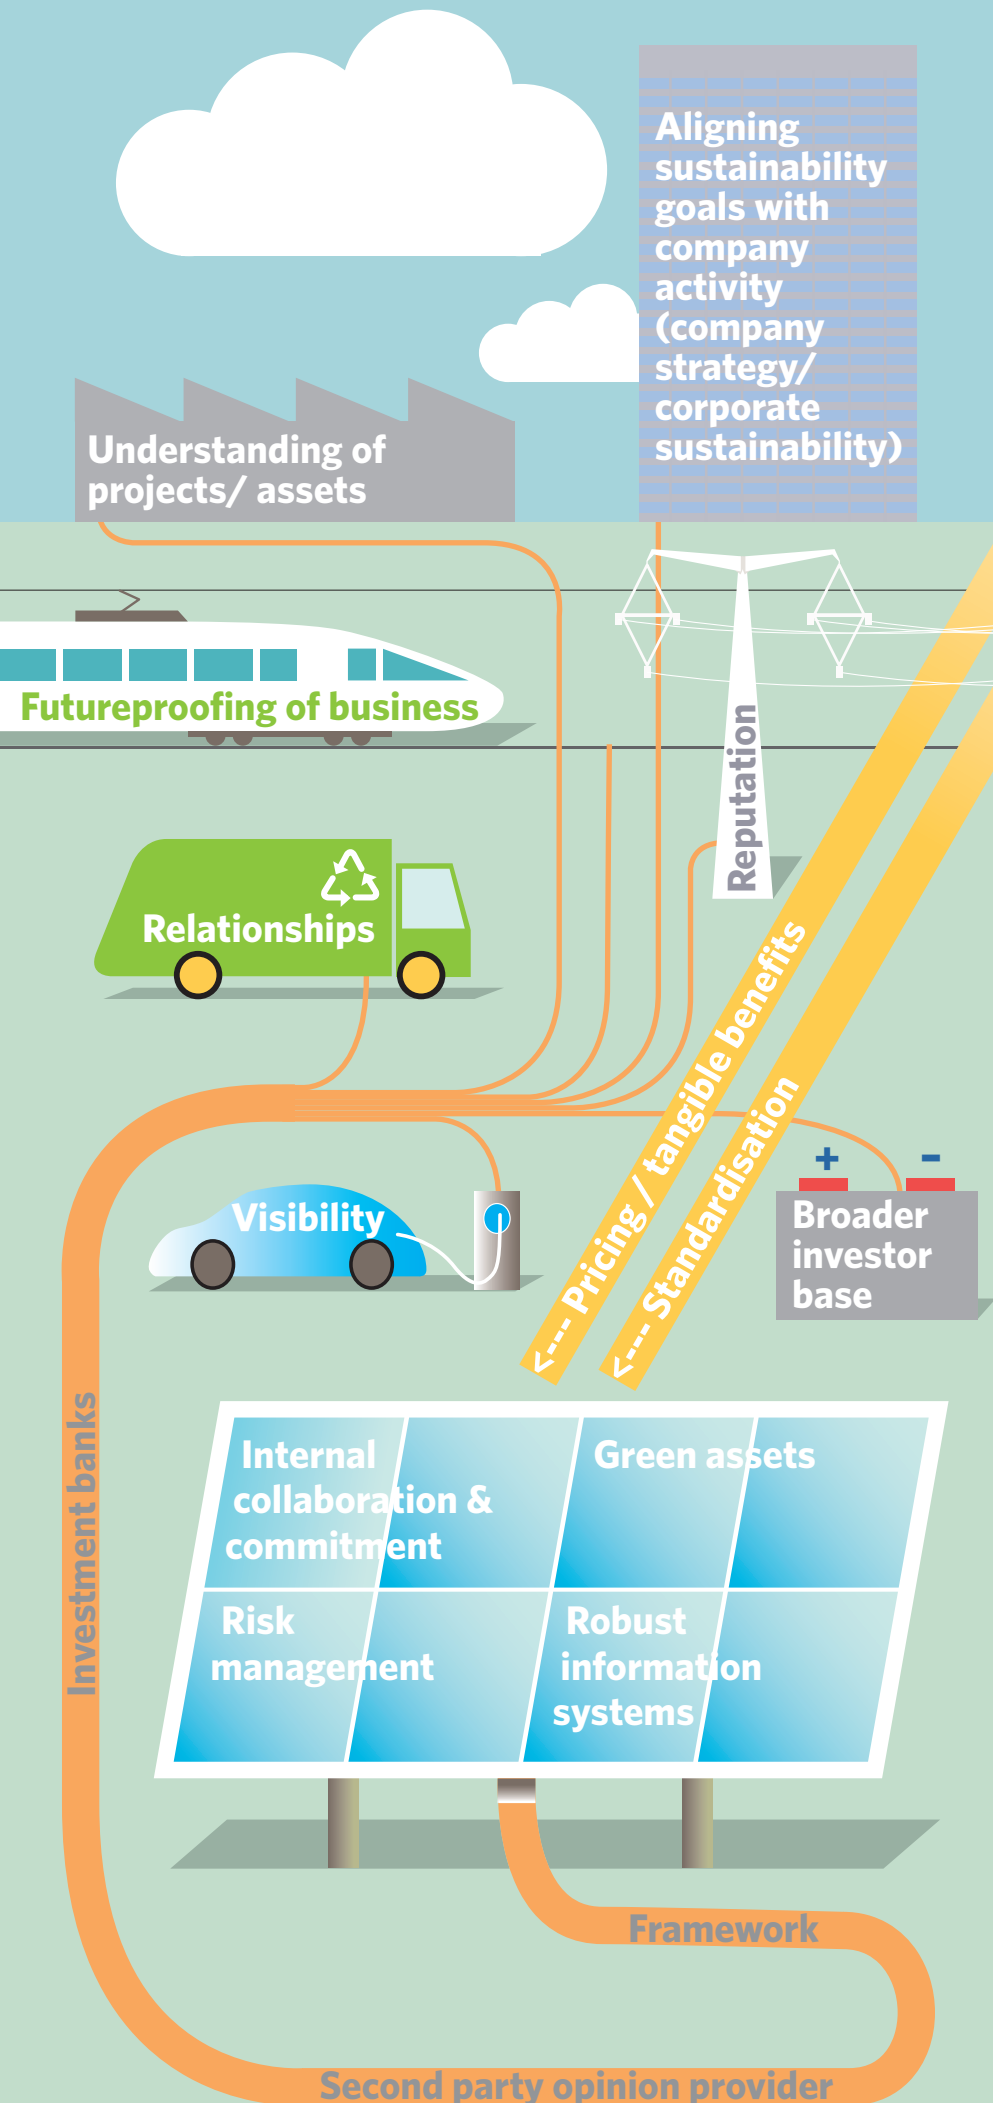 Aligning
sustainability
goals with
company
activity
(company
strategy/
corporate
sustainability)
Understanding of
projects/ assets
Futureproofing of business
Reputation
Relationships
<---- Pricing / tangible benefits
<---- Standardisation
Visibility
+ -
Broader
investor
base
Investment banks
Internal
collaboration &
commitment
Green assets
Risk
management
Robust
information
systems
Framework
Second party opinion provider